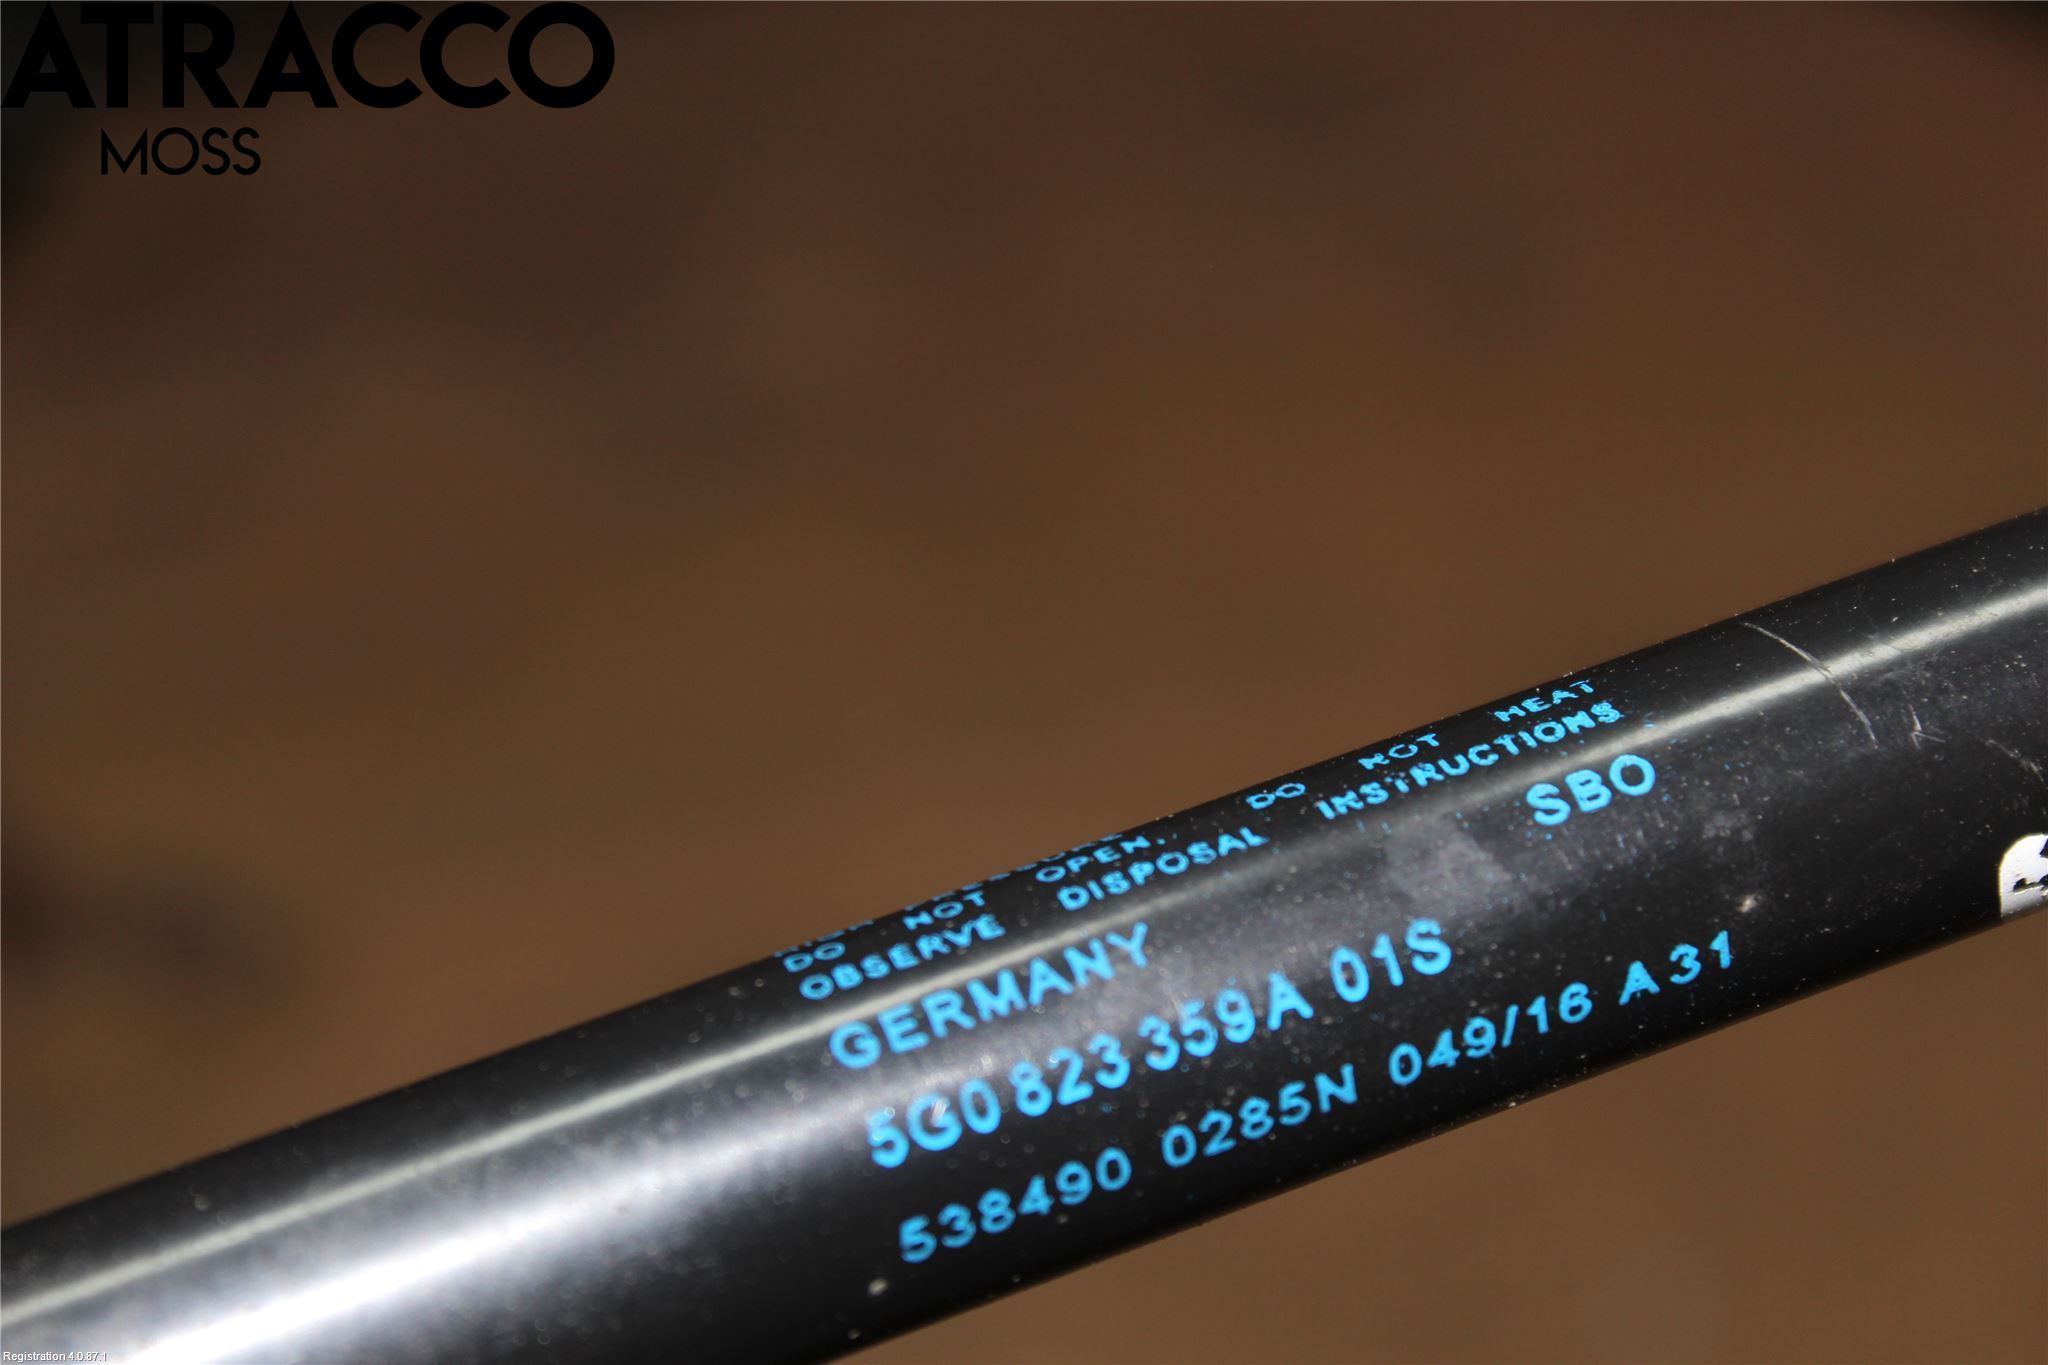 ATRACCO
MOSS
DO NOT OPEN. DO NOT HEAT
OBSERVE DISPOSAL INSTRUCTIONS
GERMANY SBO
5G0 823 359A 01S
538490 0285N 049/16 A31
Registration 4.0.87.1